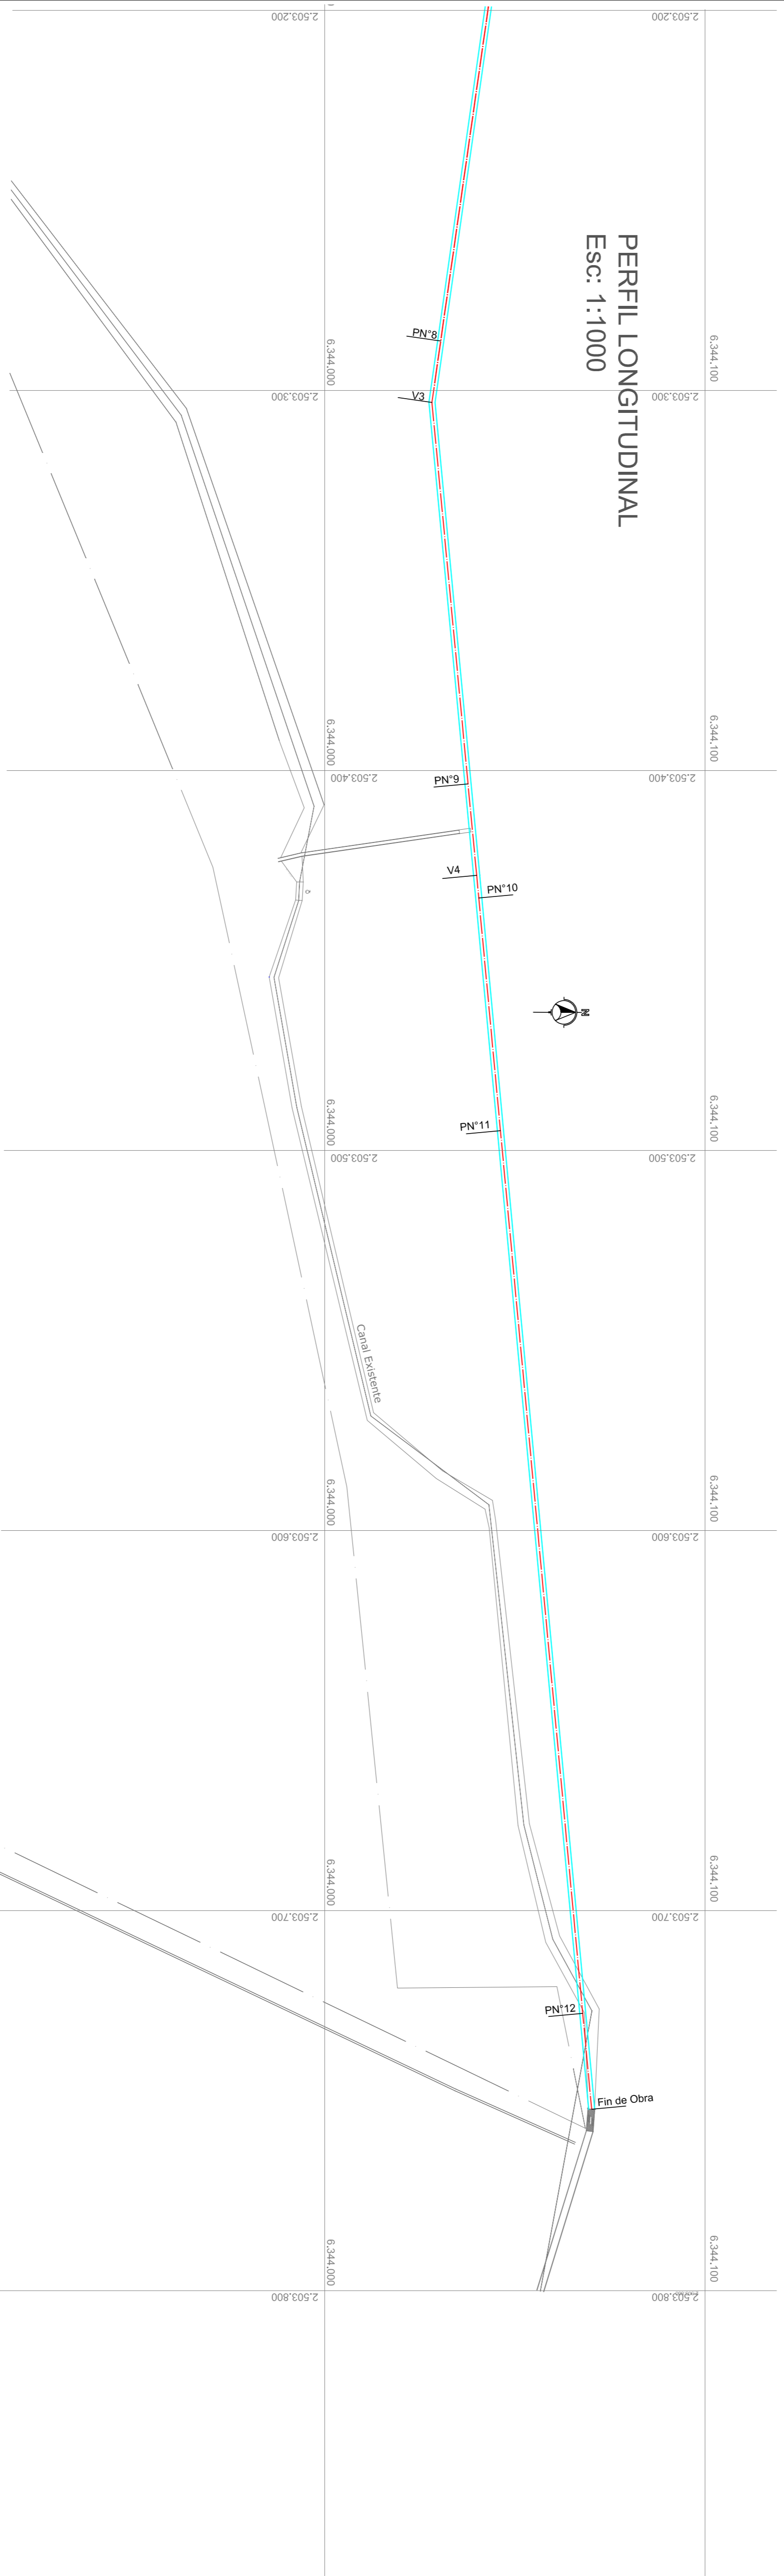 2.503.200
2.503.200
PERFIL LONGITUDINAL
Esc: 1:1000
PN°8
6.344.000
6.344.100
V3
2.503.300
2.503.300
6.344.000
6.344.100
PN°9
2.503.400
2.503.400
V4
PN°10
N
6.344.000
6.344.100
PN°11
2.503.500
2.503.500
Canal Existente
6.344.000
6.344.100
2.503.600
2.503.600
6.344.000
6.344.100
2.503.700
2.503.700
PN°12
Fin de Obra
6.344.000
6.344.100
2.503.800
2.503.800